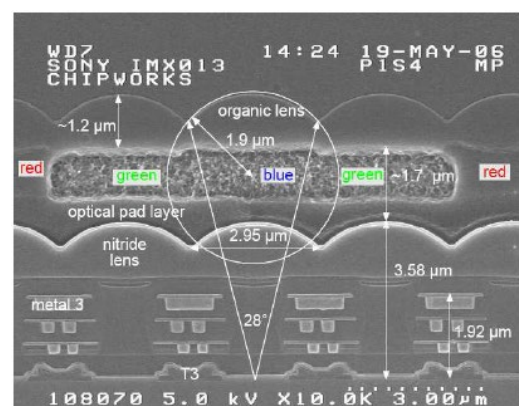 WD7 14:24 19-MAY-06
SONY IMX013 P1S4 MP
CHIPWORKS
organic lens
~1.2 µm
1.9 µm
red green blue green ~1.7 µm red
optical pad layer
nitride lens
2.95 µm
3.58 µm
metal 3
28°
1.92 µm
T3
108070 5.0 kV X10.0K 3.00µm